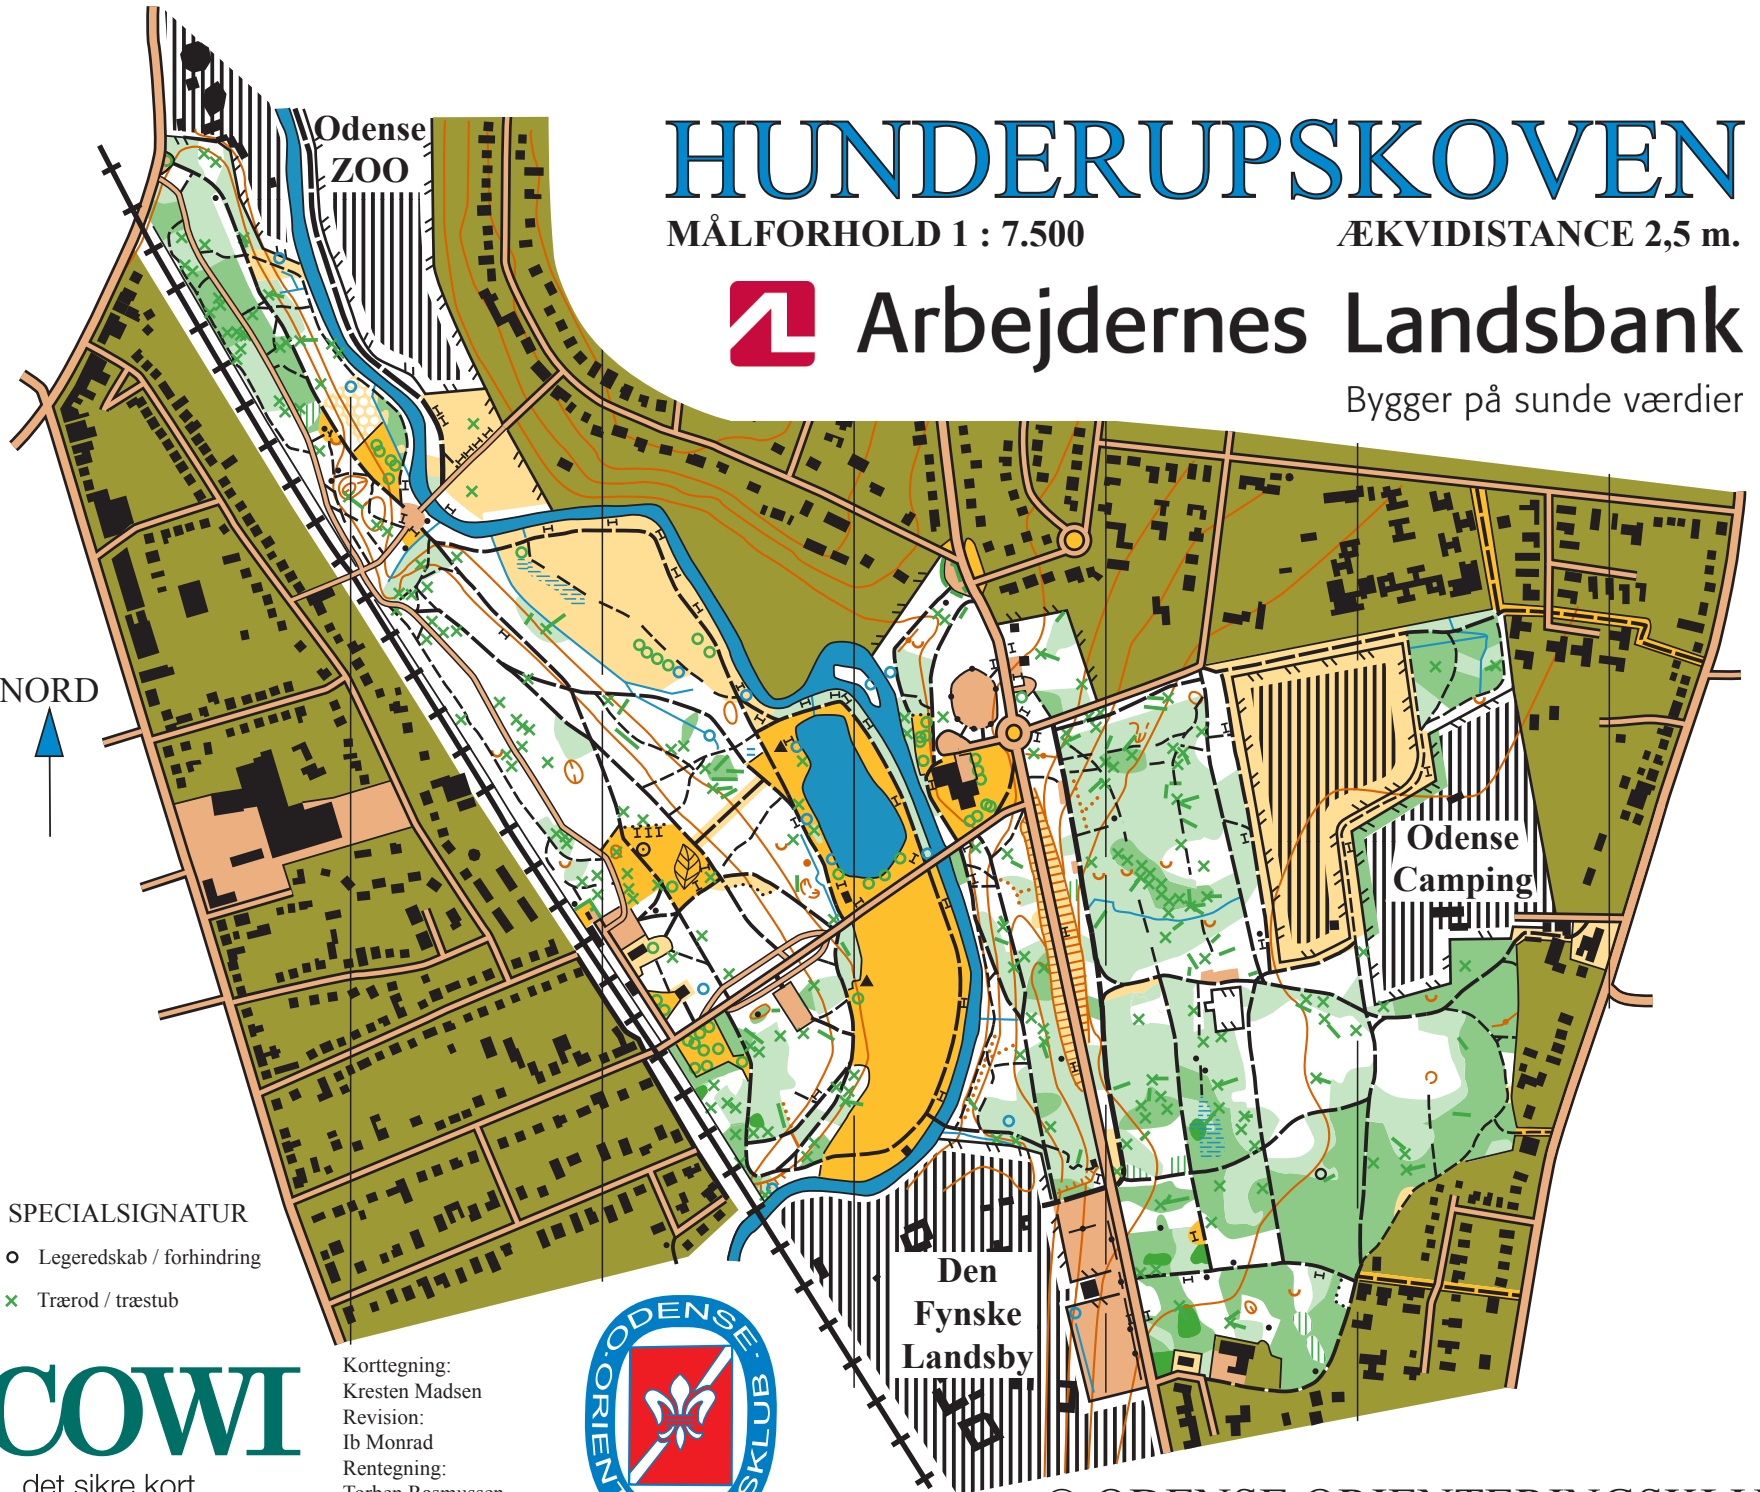 HUNDERUPSKOVEN
MÅLFORHOLD 1 : 7.500
ÆKVIDISTANCE 2,5 m.
Arbejdernes Landsbank
Bygger på sunde værdier
Odense
ZOO
NORD
Odense
Camping
Den
Fynske
Landsby
SPECIALSIGNATUR
Legeredskab / forhindring
Trærod / træstub
COWI
det sikre kort
Korttegning:
Kresten Madsen
Revision:
Ib Monrad
Rentegning:
Torben Rasmussen